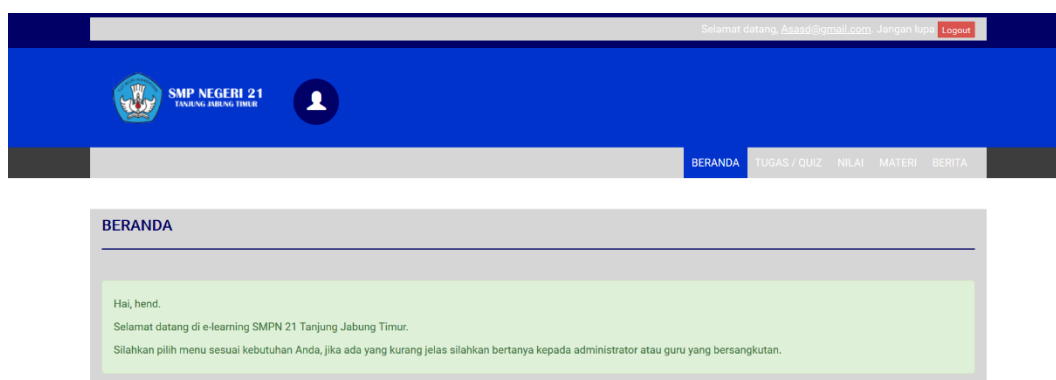 Selamat datang, Asasd@gmail.com. Jangan lupa Logout
SMP NEGERI 21
TANJUNG JABUNG TIMUR
BERANDA TUGAS / QUIZ NILAI MATERI BERITA
BERANDA
Hai, hend.
Selamat datang di e-learning SMPN 21 Tanjung Jabung Timur.
Silahkan pilih menu sesuai kebutuhan Anda, jika ada yang kurang jelas silahkan bertanya kepada administrator atau guru yang bersangkutan.